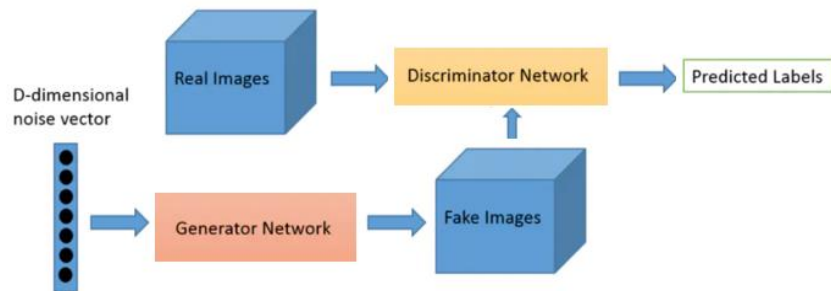 Real Images
Discriminator Network
Predicted Labels
D-dimensional
noise vector
Generator Network
Fake Images